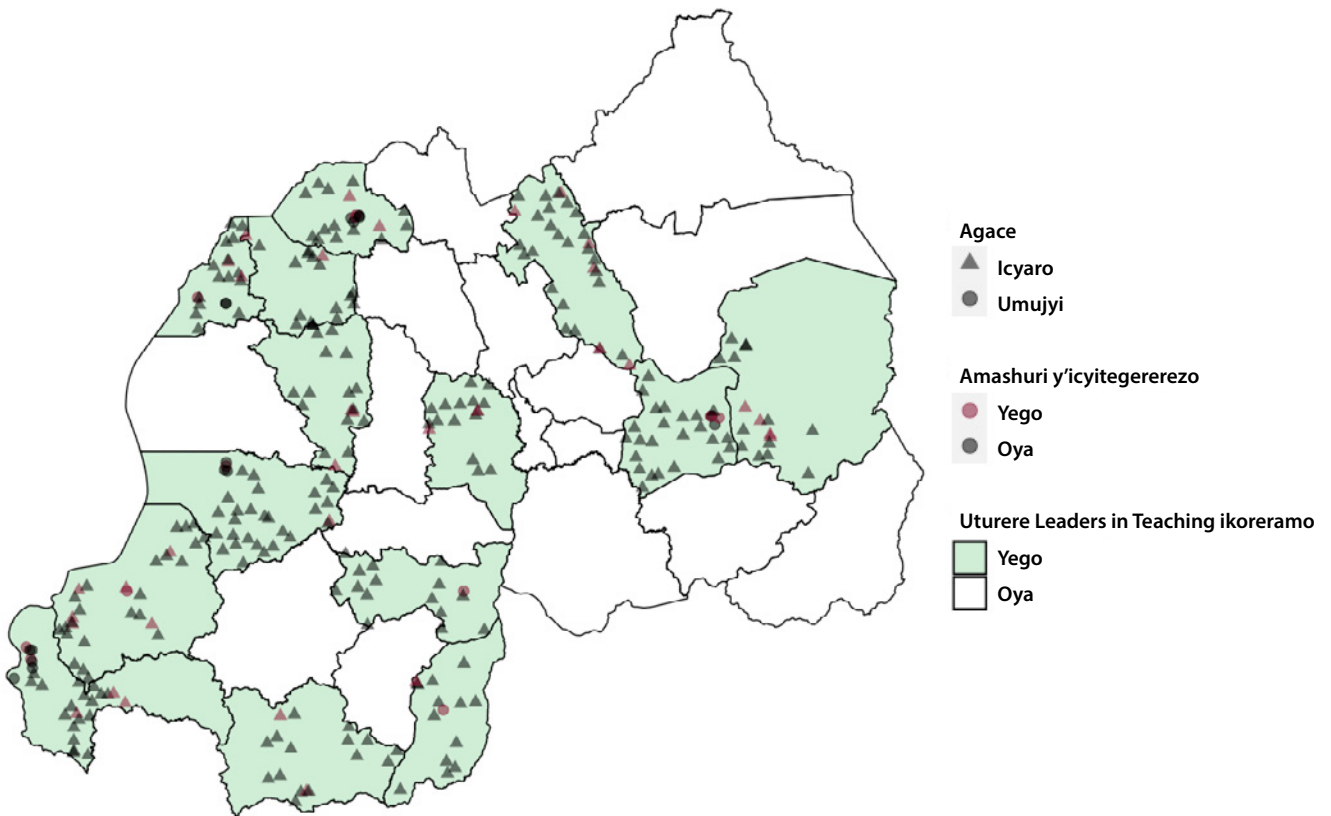 Agace
Icyaro
Umujyi
Amashuri y’icyitegererezo
Yego
Oya
Uturere Leaders in Teaching ikoreramo
Yego
Oya